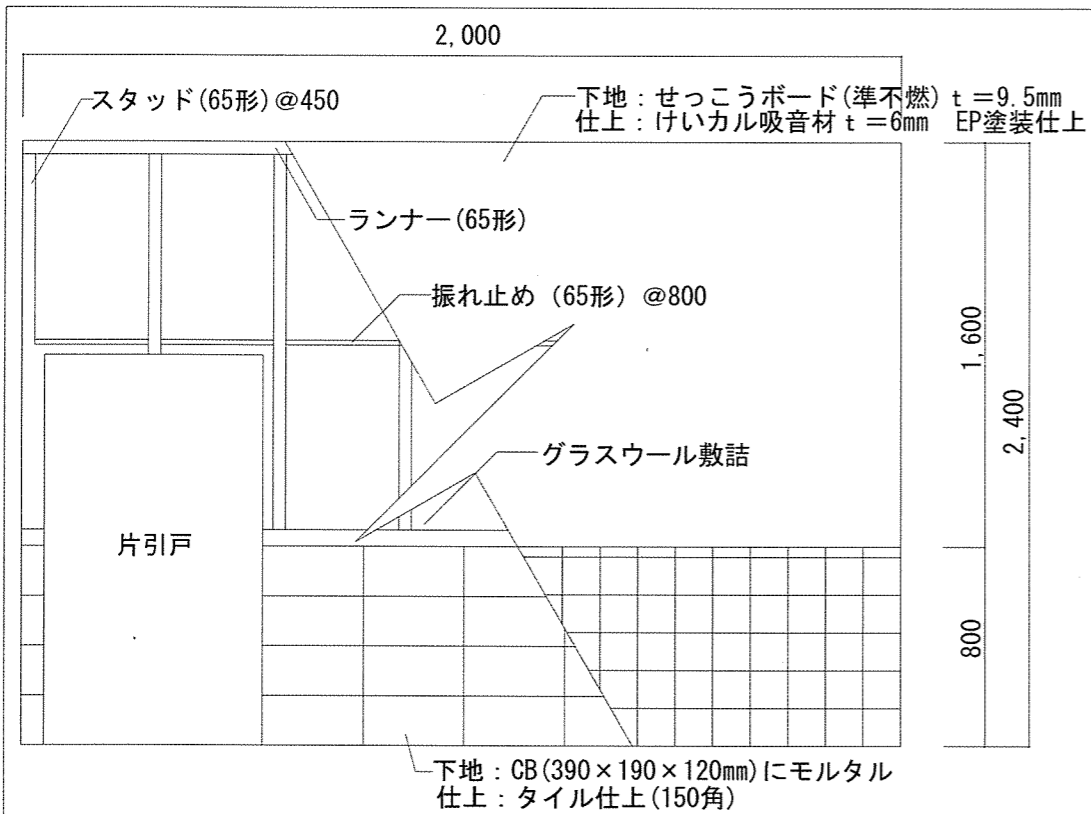 2,000
スタッド(65形)@450
下地：せっこうボード(準不燃) t＝9.5mm
仕上：けいカル吸音材 t＝6mm EP塗装仕上
ランナー(65形)
振れ止め (65形) @800
1,600
2,400
グラスウール敷詰
片引戸
800
下地：CB(390×190×120mm)にモルタル
仕上：タイル仕上(150角)